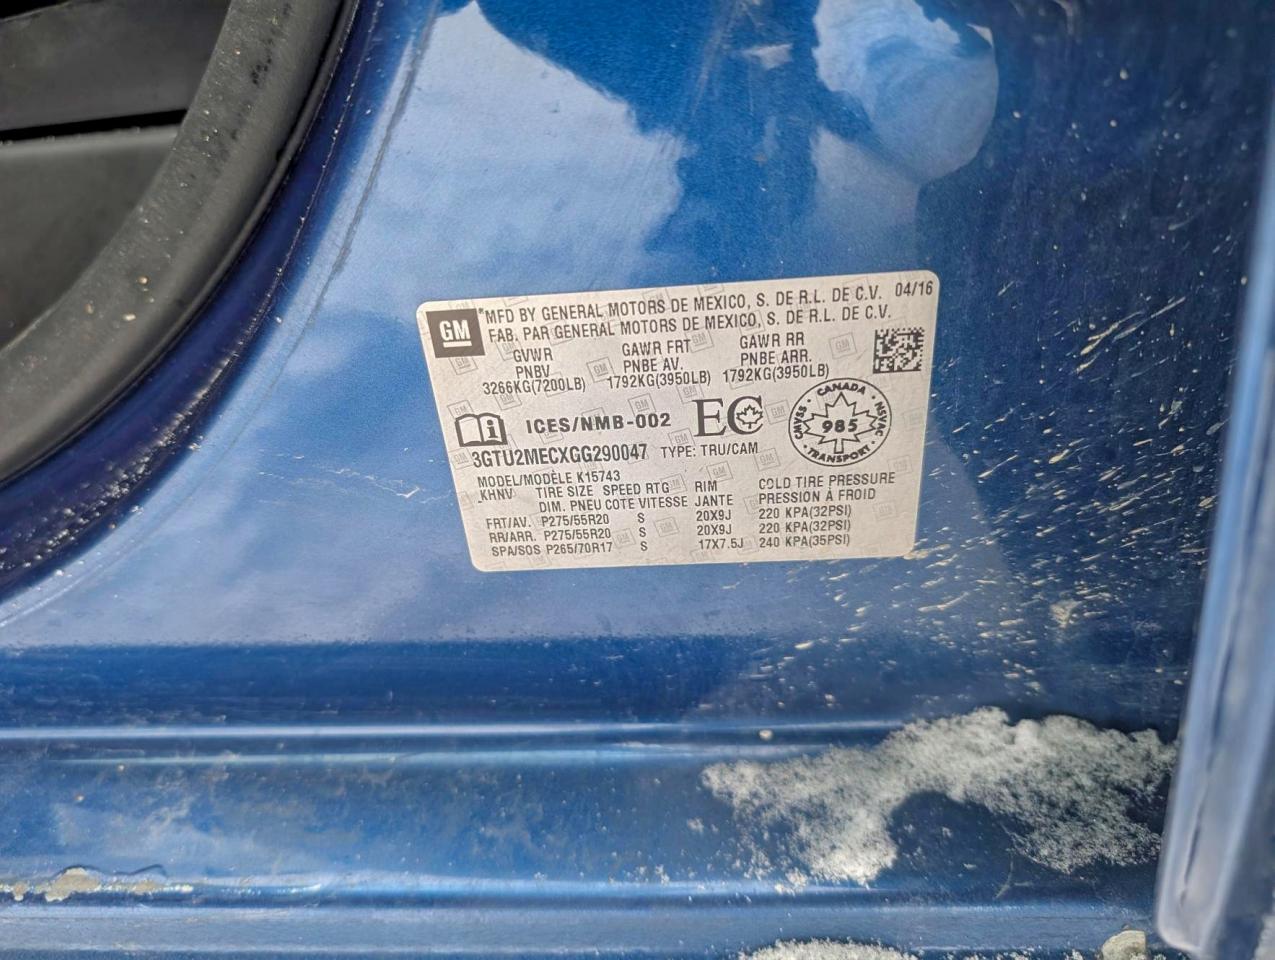 GM
*MFD BY GENERAL MOTORS DE MEXICO, S. DE R.L. DE C.V. 04/16
FAB. PAR GENERAL MOTORS DE MEXICO, S. DE R.L. DE C.V.
GVWR GAWR FRT GAWR RR
PNBV PNBE AV. PNBE ARR.
3266KG(7200LB) 1792KG(3950LB) 1792KG(3950LB)
ICES/NMB-002 EC
CANADA
CMVSS NSVAC
985
TRANSPORT
3GTU2MECXGG290047 TYPE: TRU/CAM
MODEL/MODÈLE K15743
KHNV TIRE SIZE SPEED RTG RIM COLD TIRE PRESSURE
DIM. PNEU COTE VITESSE JANTE PRESSION À FROID
FRT/AV. P275/55R20 S 20X9J 220 KPA(32PSI)
RR/ARR. P275/55R20 S 20X9J 220 KPA(32PSI)
SPA/SOS P265/70R17 S 17X7.5J 240 KPA(35PSI)